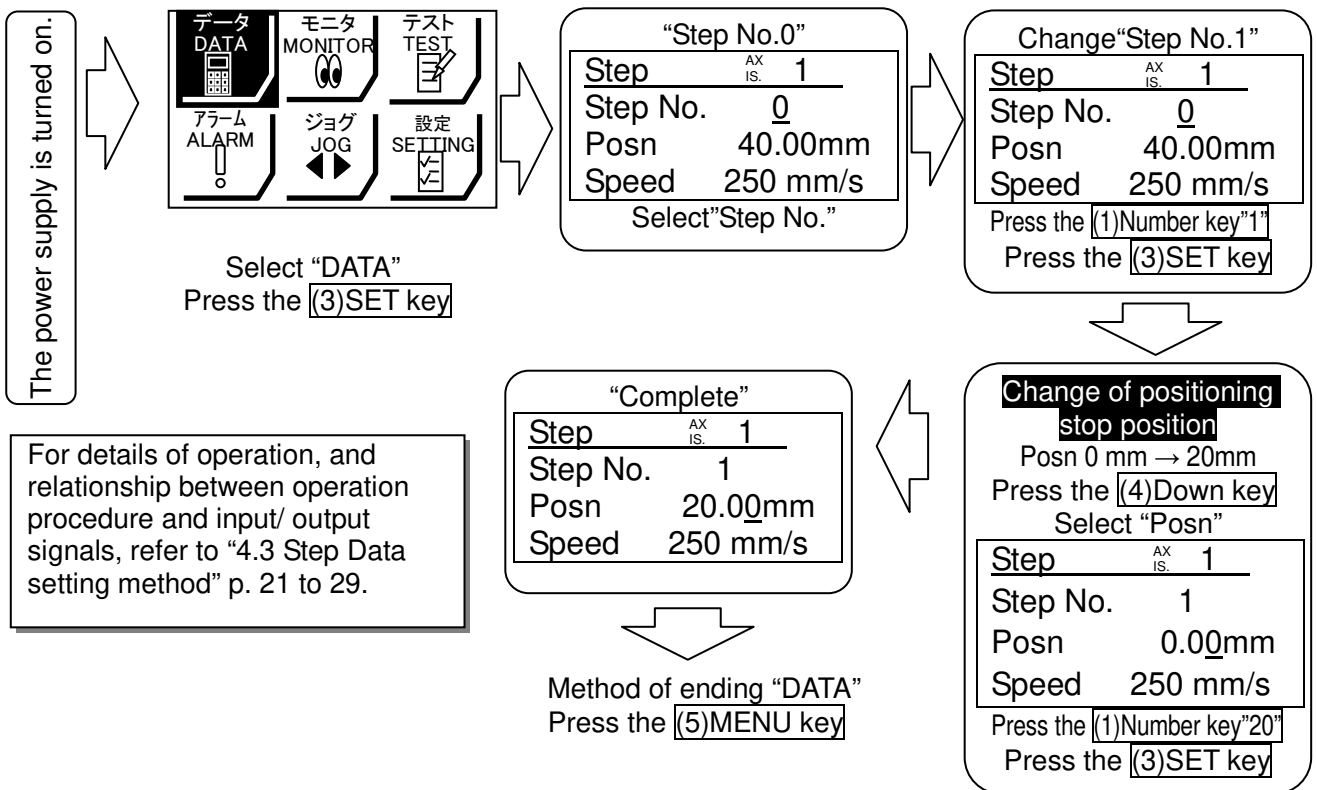 The power supply is turned on.
データ
DATA
モニタ
MONITOR
テスト
TEST
アラーム
ALARM
ジョグ
JOG
設定
SETTING
Select “DATA”
Press the (3)SET key
“Step No.0”
Step AX IS. 1
Step No. 0
Posn 40.00mm
Speed 250 mm/s
Select”Step No.”
Change“Step No.1”
Step AX IS. 1
Step No. 0
Posn 40.00mm
Speed 250 mm/s
Press the (1)Number key”1”
Press the (3)SET key
Change of positioning
stop position
Posn 0 mm → 20mm
Press the (4)Down key
Select “Posn”
Step AX IS. 1
Step No. 1
Posn 0.00mm
Speed 250 mm/s
Press the (1)Number key”20”
Press the (3)SET key
“Complete”
Step AX IS. 1
Step No. 1
Posn 20.00mm
Speed 250 mm/s
Method of ending “DATA”
Press the (5)MENU key
For details of operation, and
relationship between operation
procedure and input/ output
signals, refer to “4.3 Step Data
setting method” p. 21 to 29.